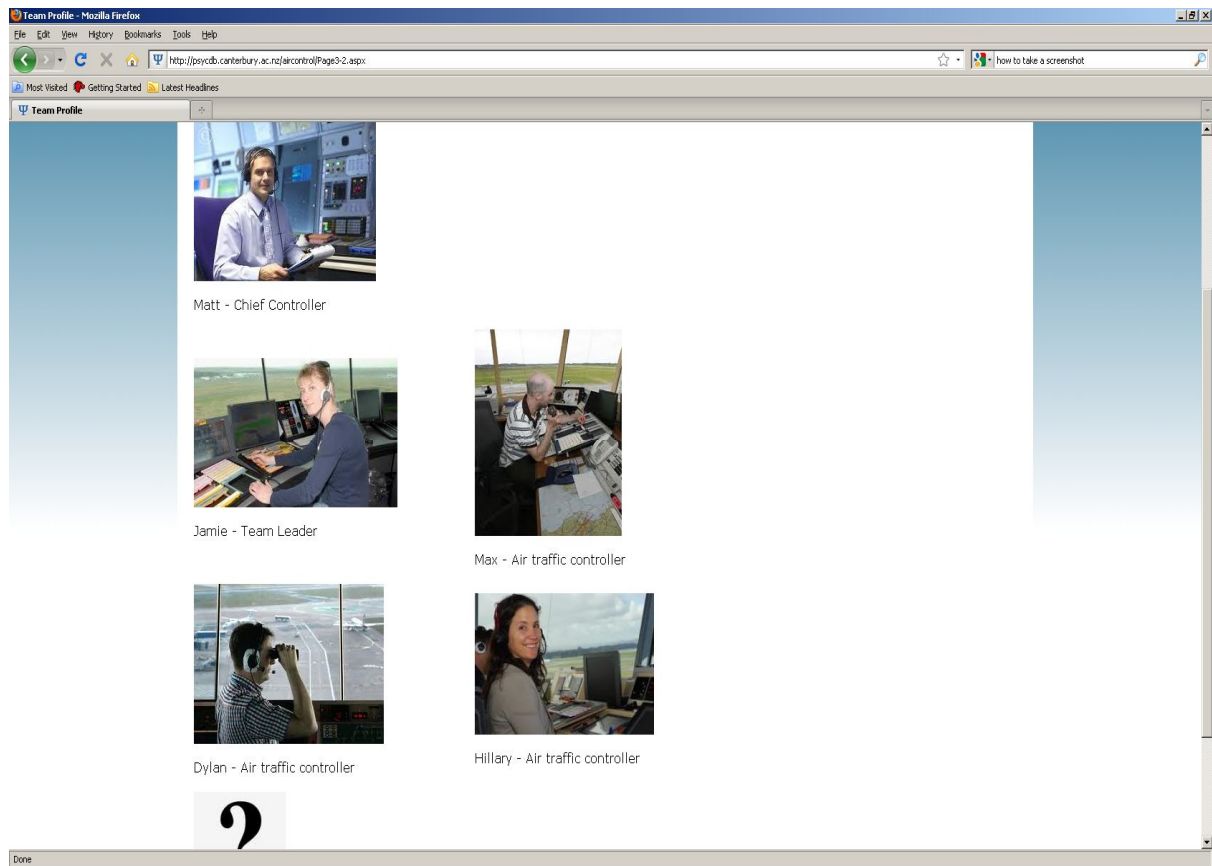 Team Profile - Mozilla Firefox
File Edit View History Bookmarks Tools Help
http://psycdb.canterbury.ac.nz/aircontrol/Page3-2.aspx
how to take a screenshot
Most Visited Getting Started Latest Headlines
Ψ Team Profile
Matt - Chief Controller
Jamie - Team Leader
Max - Air traffic controller
Dylan - Air traffic controller
Hillary - Air traffic controller
?
Done